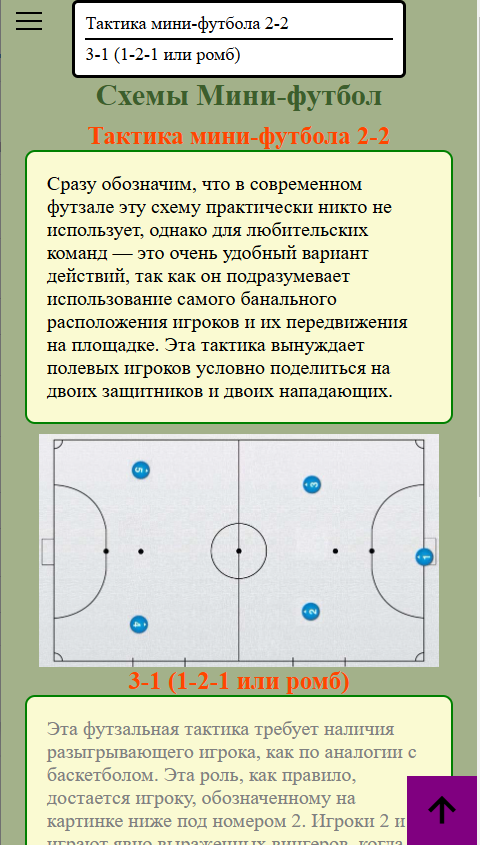 Тактика мини-футбола 2-2
3-1 (1-2-1 или ромб)
Схемы Мини-футбол
Тактика мини-футбола 2-2
Сразу обозначим, что в современном
футзале эту схему практически никто не
использует, однако для любительских
команд — это очень удобный вариант
действий, так как он подразумевает
использование самого банального
расположения игроков и их передвижения
на площадке. Эта тактика вынуждает
полевых игроков условно поделиться на
двоих защитников и двоих нападающих.
5
3
1
2
4
3-1 (1-2-1 или ромб)
Эта футзальная тактика требует наличия
разыгрывающего игрока, как по аналогии с
баскетболом. Эта роль, как правило,
достается игроку, обозначенному на
картинке ниже под номером 2. Игроки 2 и
играют явно выраженных вингеров, когда